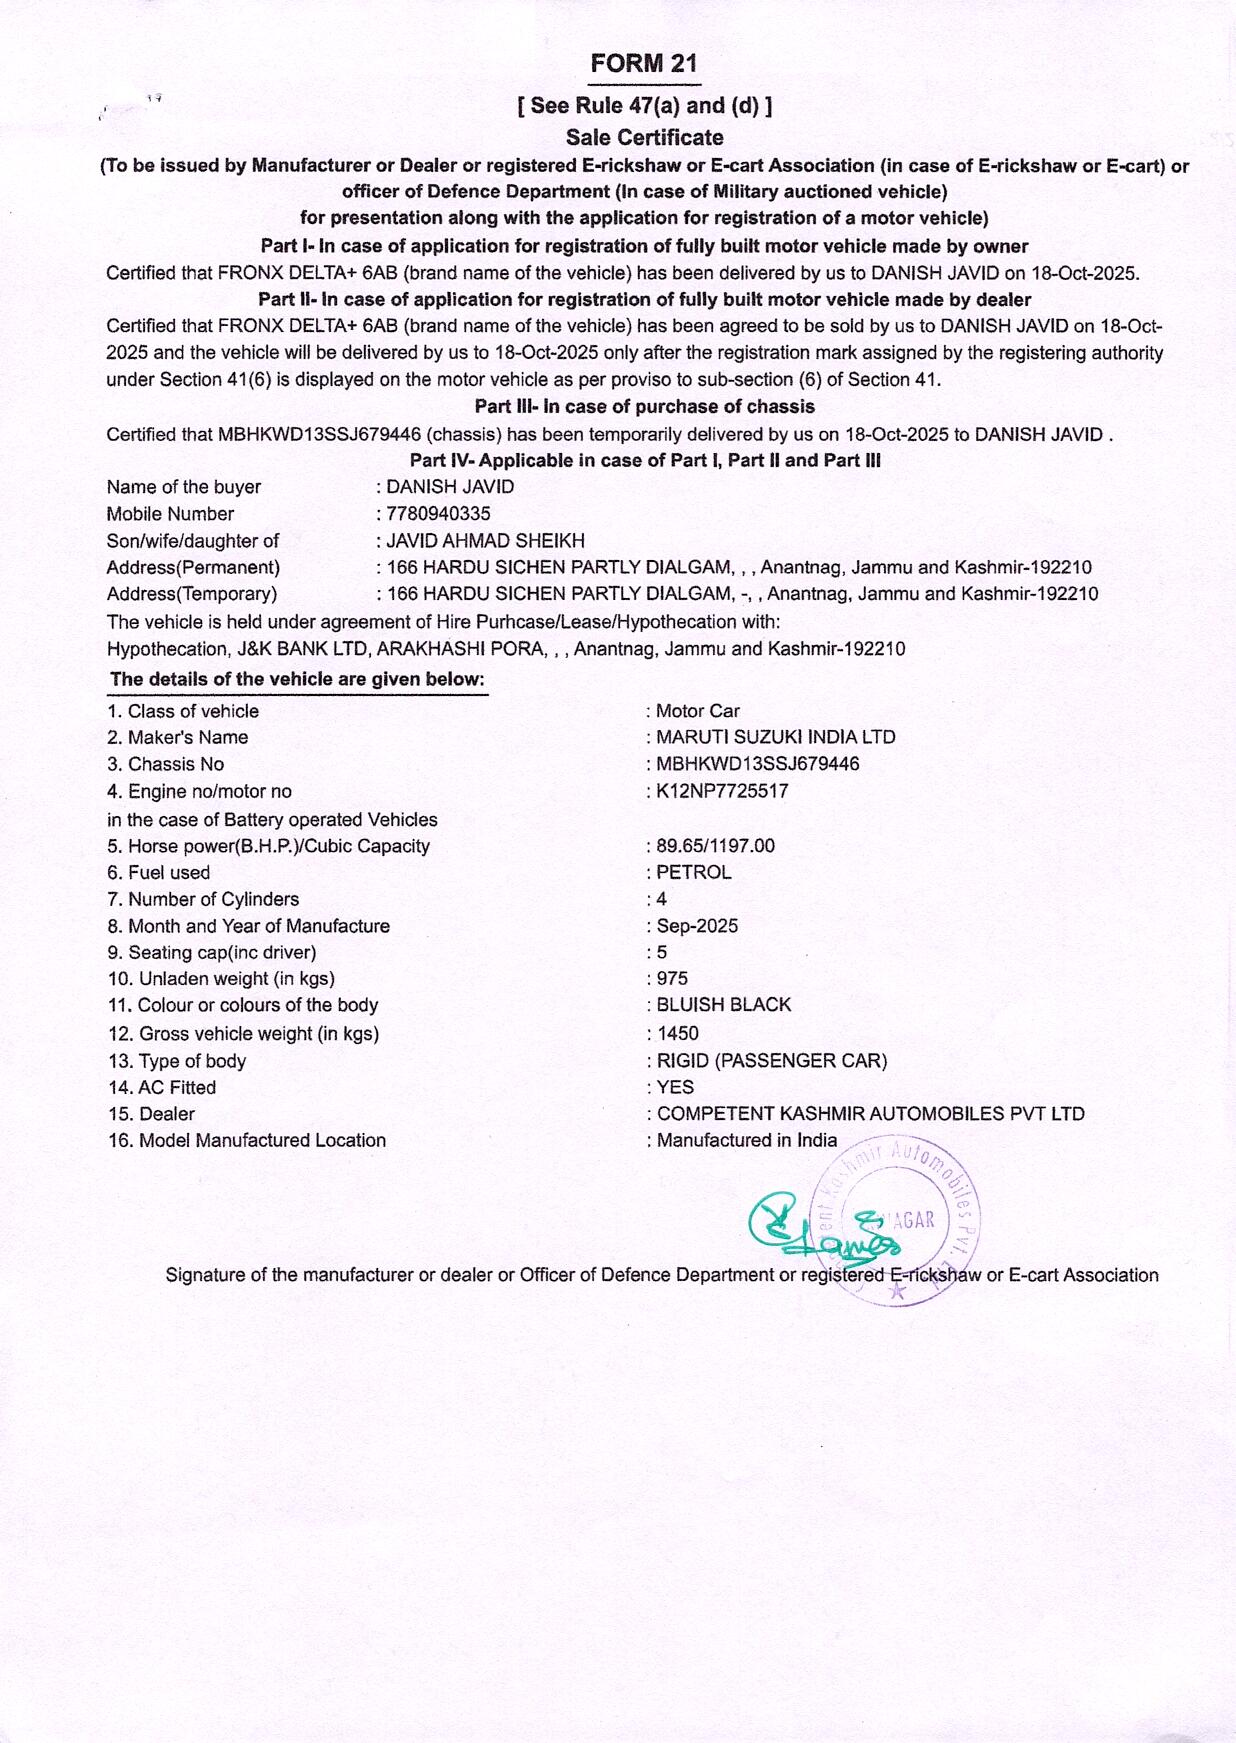 FORM 21
[ See Rule 47(a) and (d) ]
Sale Certificate
(To be issued by Manufacturer or Dealer or registered E-rickshaw or E-cart Association (in case of E-rickshaw or E-cart) or
officer of Defence Department (In case of Military auctioned vehicle)
for presentation along with the application for registration of a motor vehicle)
Part I- In case of application for registration of fully built motor vehicle made by owner
Certified that FRONX DELTA+ 6AB (brand name of the vehicle) has been delivered by us to DANISH JAVID on 18-Oct-2025.
Part II- In case of application for registration of fully built motor vehicle made by dealer
Certified that FRONX DELTA+ 6AB (brand name of the vehicle) has been agreed to be sold by us to DANISH JAVID on 18-Oct-
2025 and the vehicle will be delivered by us to 18-Oct-2025 only after the registration mark assigned by the registering authority
under Section 41(6) is displayed on the motor vehicle as per proviso to sub-section (6) of Section 41.
Part III- In case of purchase of chassis
Certified that MBHKWD13SSJ679446 (chassis) has been temporarily delivered by us on 18-Oct-2025 to DANISH JAVID .
Part IV- Applicable in case of Part I, Part II and Part III
Name of the buyer : DANISH JAVID
Mobile Number : 7780940335
Son/wife/daughter of : JAVID AHMAD SHEIKH
Address(Permanent) : 166 HARDU SICHEN PARTLY DIALGAM, , , Anantnag, Jammu and Kashmir-192210
Address(Temporary) : 166 HARDU SICHEN PARTLY DIALGAM, -, , Anantnag, Jammu and Kashmir-192210
The vehicle is held under agreement of Hire Purhcase/Lease/Hypothecation with:
Hypothecation, J&K BANK LTD, ARAKHASHI PORA, , , Anantnag, Jammu and Kashmir-192210
The details of the vehicle are given below:
1. Class of vehicle : Motor Car
2. Maker's Name : MARUTI SUZUKI INDIA LTD
3. Chassis No : MBHKWD13SSJ679446
4. Engine no/motor no : K12NP7725517
in the case of Battery operated Vehicles
5. Horse power(B.H.P.)/Cubic Capacity : 89.65/1197.00
6. Fuel used : PETROL
7. Number of Cylinders : 4
8. Month and Year of Manufacture : Sep-2025
9. Seating cap(inc driver) : 5
10. Unladen weight (in kgs) : 975
11. Colour or colours of the body : BLUISH BLACK
12. Gross vehicle weight (in kgs) : 1450
13. Type of body : RIGID (PASSENGER CAR)
14. AC Fitted : YES
15. Dealer : COMPETENT KASHMIR AUTOMOBILES PVT LTD
16. Model Manufactured Location : Manufactured in India
Kashmir Automobiles Pvt. Ltd
Signature of the manufacturer or dealer or Officer of Defence Department or registered E-rickshaw or E-cart Association